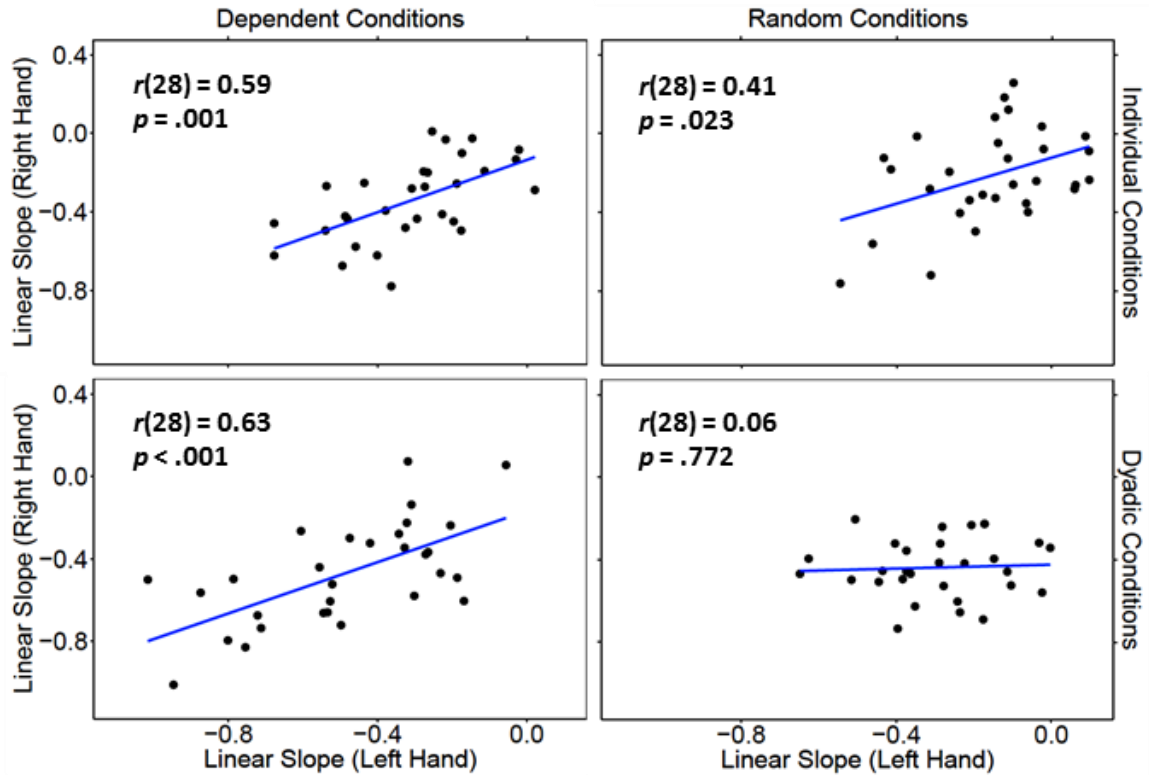 Dependent Conditions
Random Conditions
0.4
0.0
−0.4
−0.8
Linear Slope (Right Hand)
r(28) = 0.59
p = .001
r(28) = 0.41
p = .023
Individual Conditions
0.4
0.0
−0.4
−0.8
Linear Slope (Right Hand)
r(28) = 0.63
p < .001
r(28) = 0.06
p = .772
Dyadic Conditions
−0.8
−0.4
0.0
−0.8
−0.4
0.0
Linear Slope (Left Hand)
Linear Slope (Left Hand)